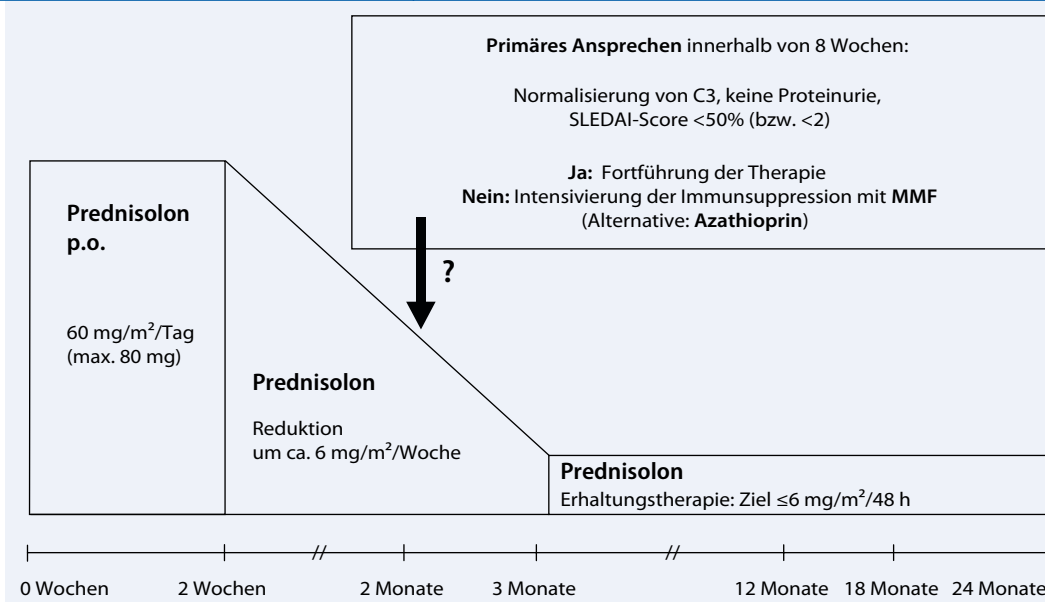 Primäres Ansprechen innerhalb von 8 Wochen:
Normalisierung von C3, keine Proteinurie,
SLEDAI-Score <50% (bzw. <2)
Ja: Fortführung der Therapie
Nein: Intensivierung der Immunsuppression mit MMF
(Alternative: Azathioprin)
?
Prednisolon
p.o.
60 mg/m²/Tag
(max. 80 mg)
Prednisolon
Reduktion
um ca. 6 mg/m²/Woche
Prednisolon
Erhaltungstherapie: Ziel ≤6 mg/m²/48 h
0 Wochen 2 Wochen 2 Monate 3 Monate 12 Monate 18 Monate 24 Monate